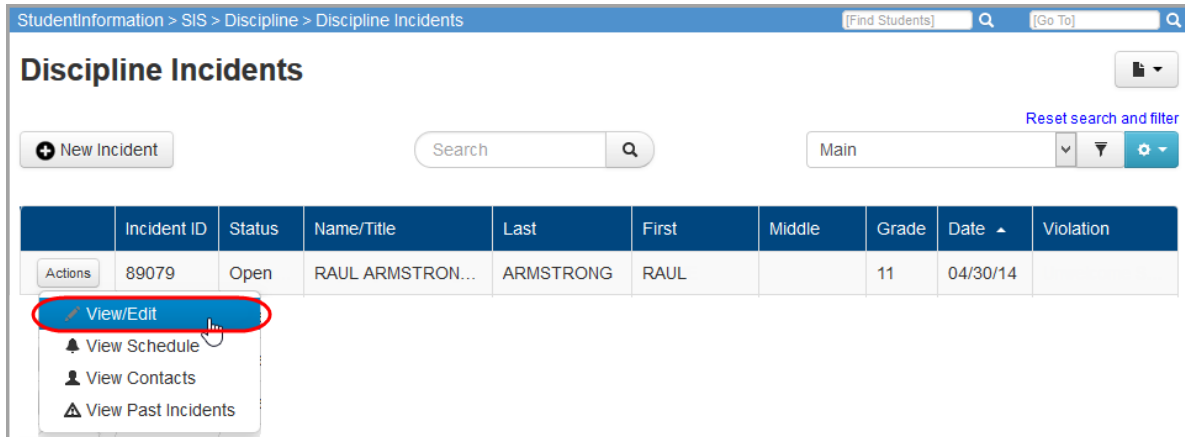 StudentInformation > SIS > Discipline > Discipline Incidents [Find Students] [Go To]
Discipline Incidents
Reset search and filter
New Incident Search Main
Incident ID Status Name/Title Last First Middle Grade Date Violation
Actions 89079 Open RAUL ARMSTRON... ARMSTRONG RAUL 11 04/30/14
View/Edit
View Schedule
View Contacts
View Past Incidents